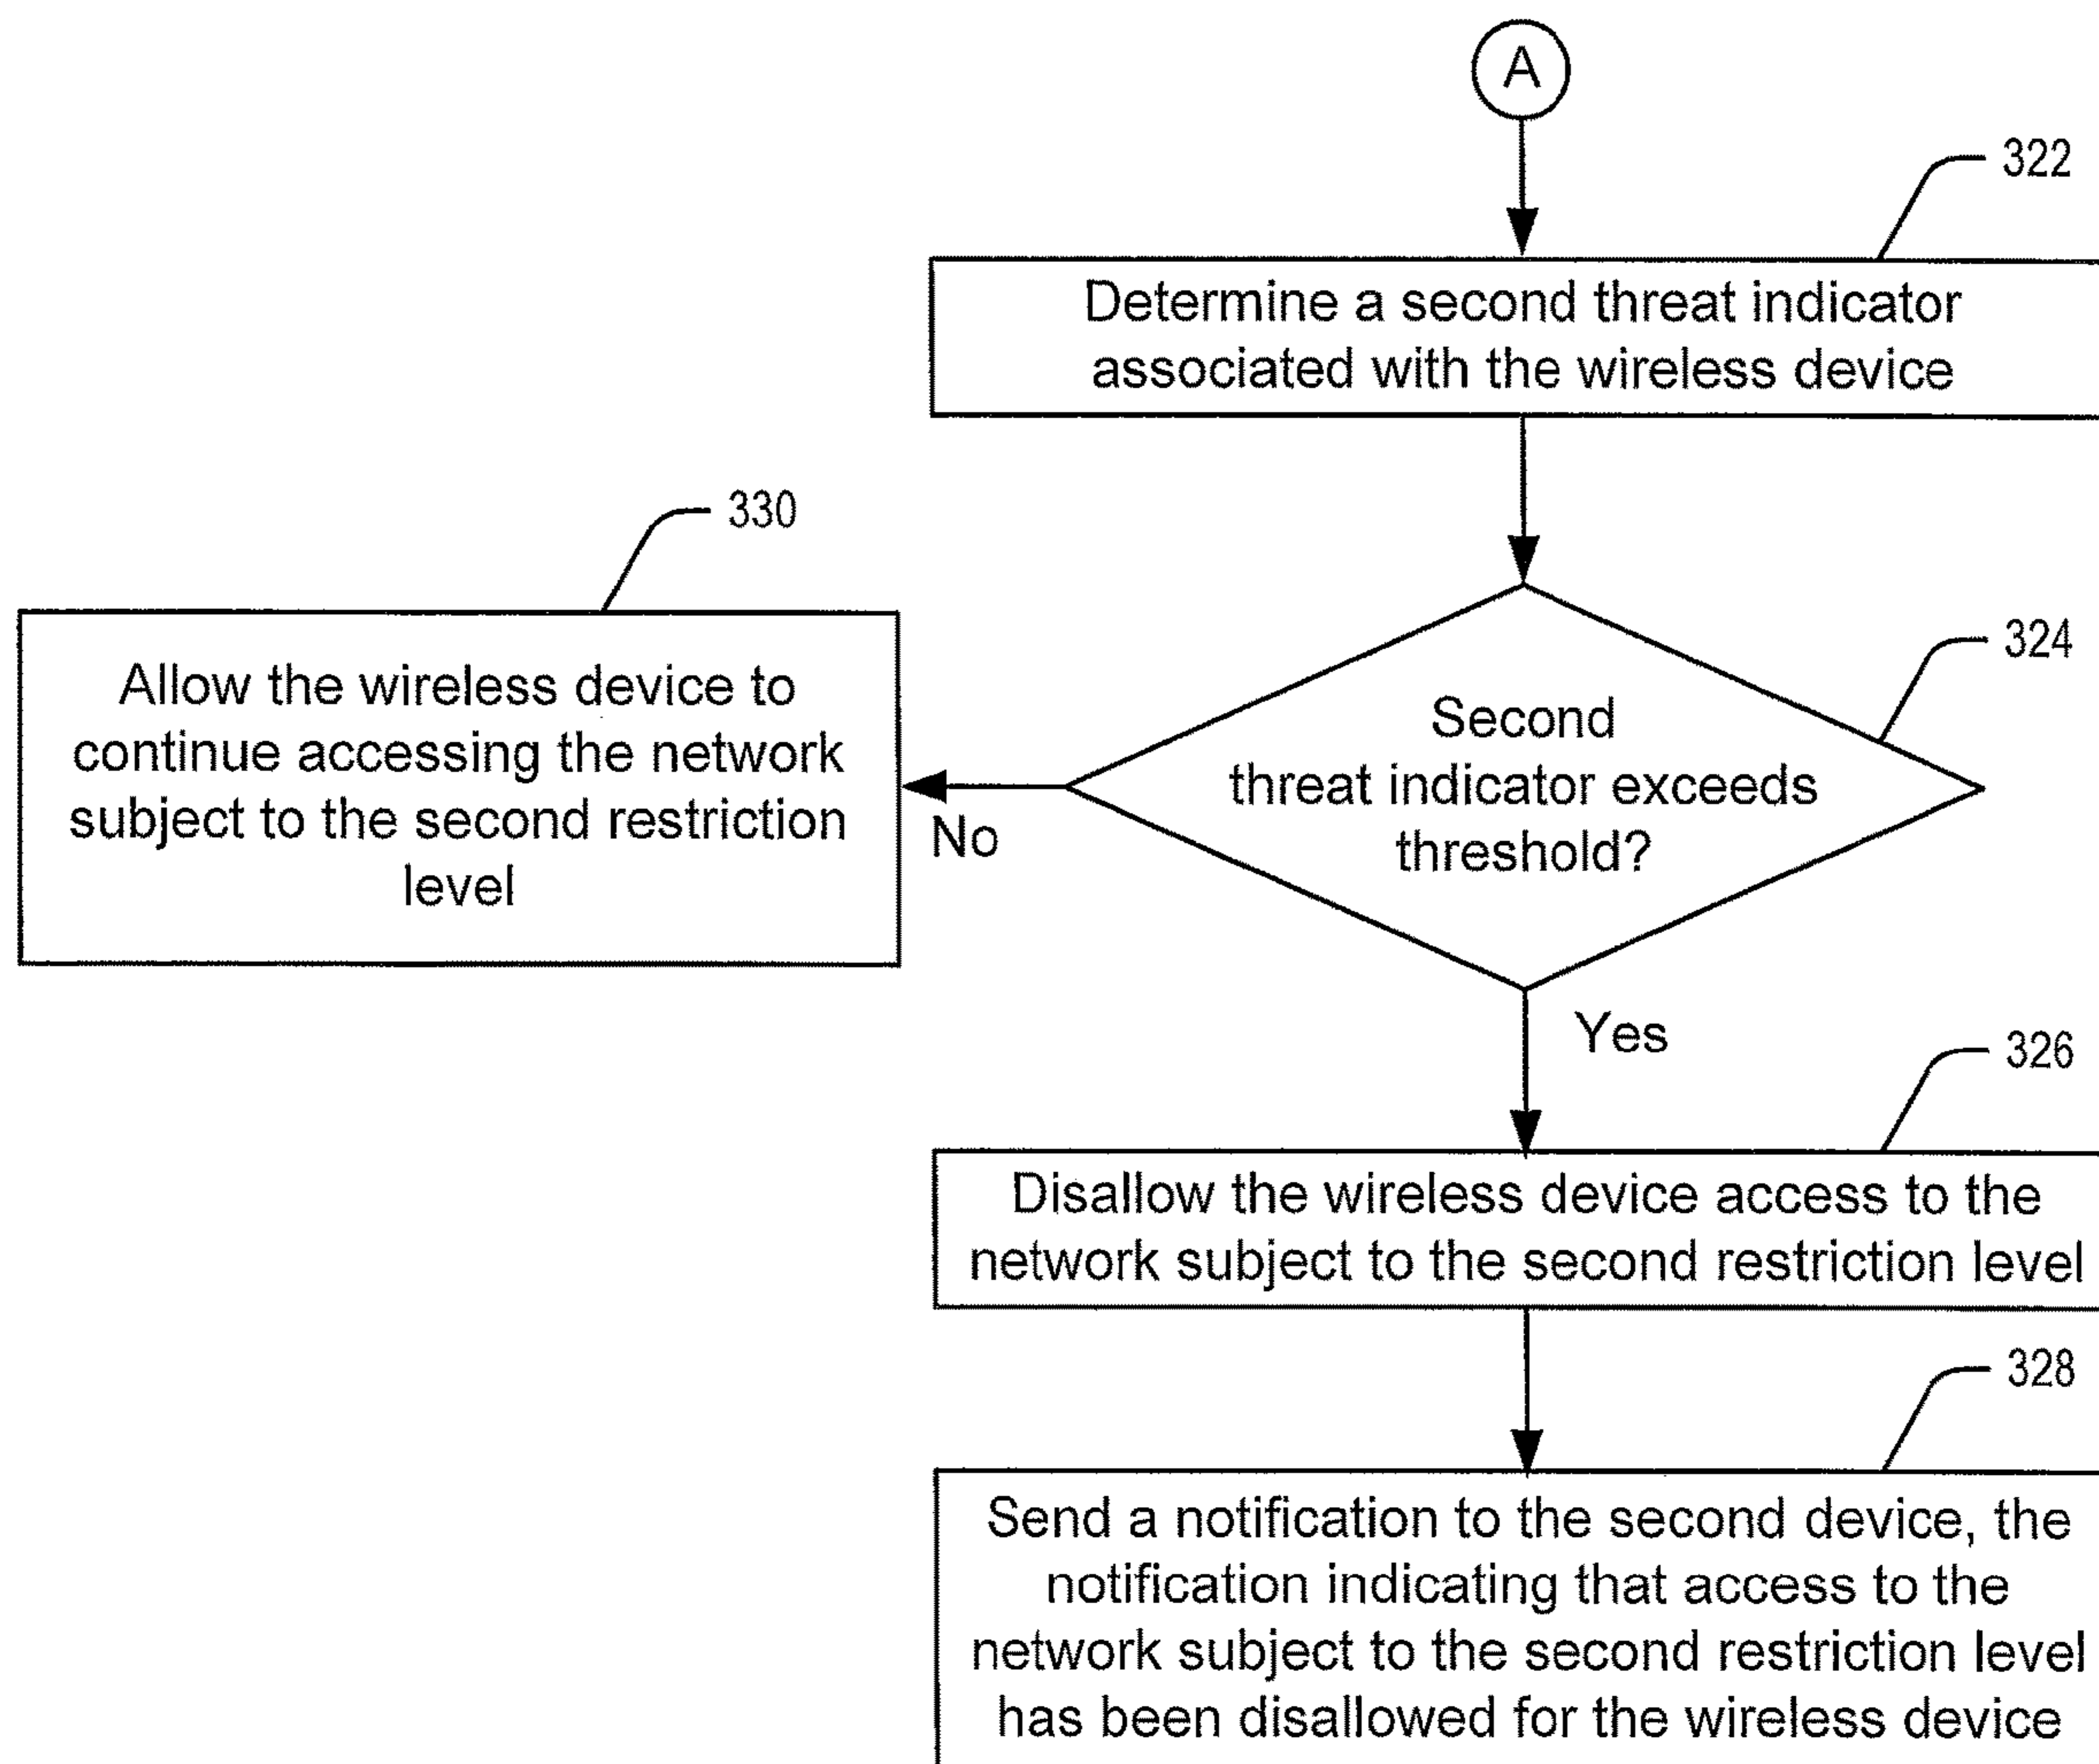 A
322
Determine a second threat indicator
associated with the wireless device
330
Allow the wireless device to
continue accessing the network
subject to the second restriction
level
324
Second
threat indicator exceeds
threshold?
No
Yes
326
Disallow the wireless device access to the
network subject to the second restriction level
328
Send a notification to the second device, the
notification indicating that access to the
network subject to the second restriction level
has been disallowed for the wireless device